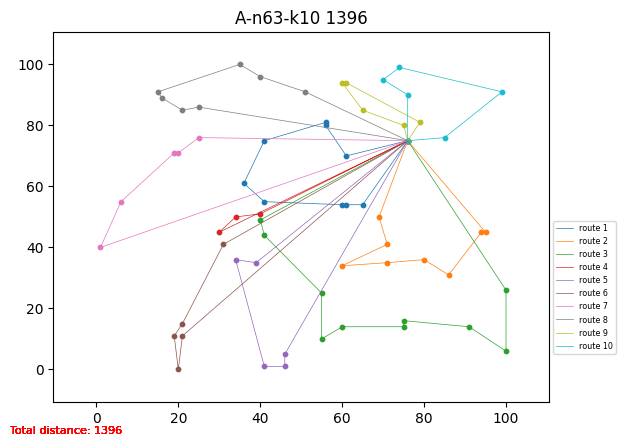 A-n63-k10 1396
100
80
60
40
20
0
0 20 40 60 80 100
route 1
route 2
route 3
route 4
route 5
route 6
route 7
route 8
route 9
route 10
Total distance: 1396